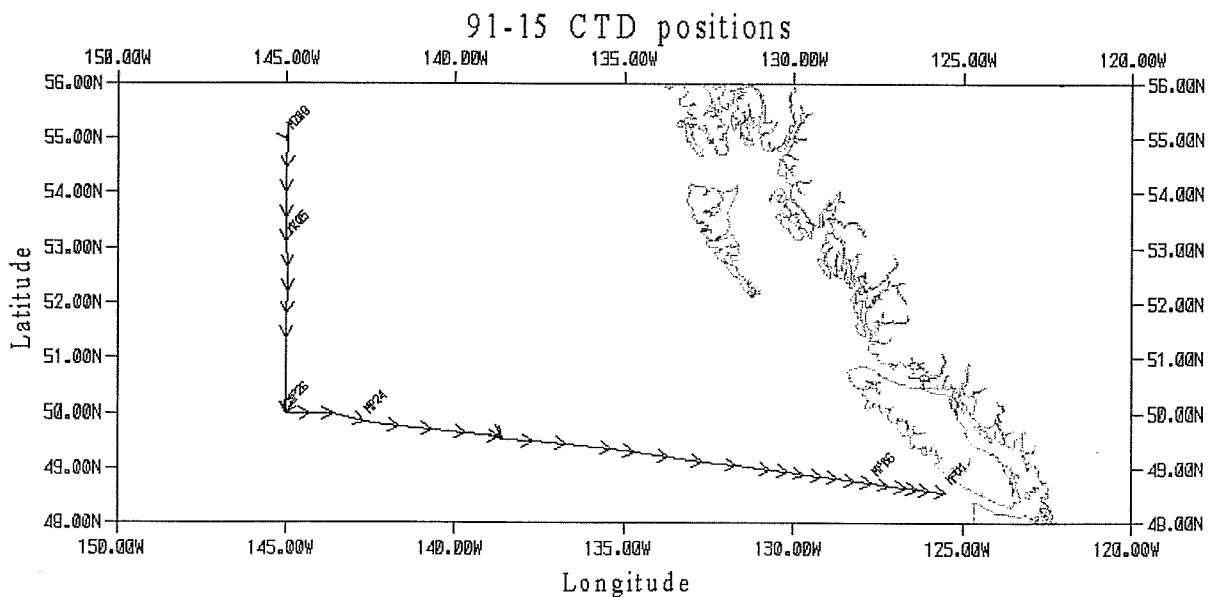 91-15 CTD positions
150.00W 145.00W 140.00W 135.00W 130.00W 125.00W 120.00W
56.00N 56.00N
55.00N 55.00N
54.00N 54.00N
53.00N 53.00N
52.00N 52.00N
51.00N 51.00N
50.00N 50.00N
49.00N 49.00N
48.00N 48.00N
Latitude
MP26
MP24
MP01
150.00W 145.00W 140.00W 135.00W 130.00W 125.00W 120.00W
Longitude